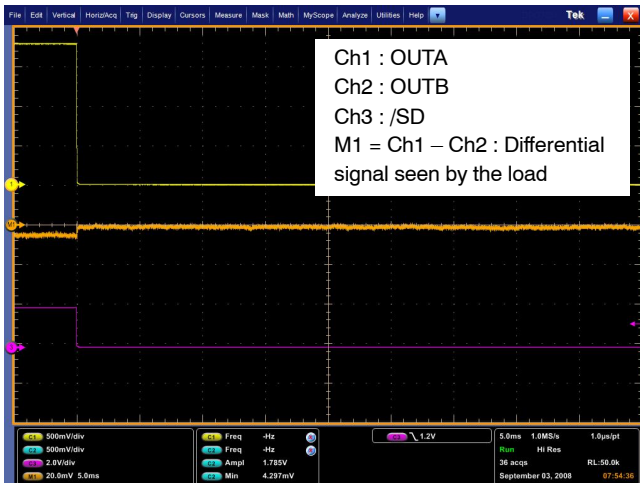 File Edit Vertical Horiz/Acq Trig Display Cursors Measure Mask Math MyScope Analyze Utilities Help Tek X
Ch1 : OUTA
Ch2 : OUTB
Ch3 : /SD
M1 = Ch1 – Ch2 : Differential
signal seen by the load
1
M1
C1 500mV/div C1 Freq -Hz C3 1.2V 5.0ms 1.0MS/s 1.0µs/pt
C2 500mV/div C2 Freq -Hz Run Hi Res
C3 2.0V/div C2 Ampl 1.785V 36 acqs RL:50.0k
M1 20.0mV 5.0ms C2 Min 4.297mV September 03, 2008 07:54:36